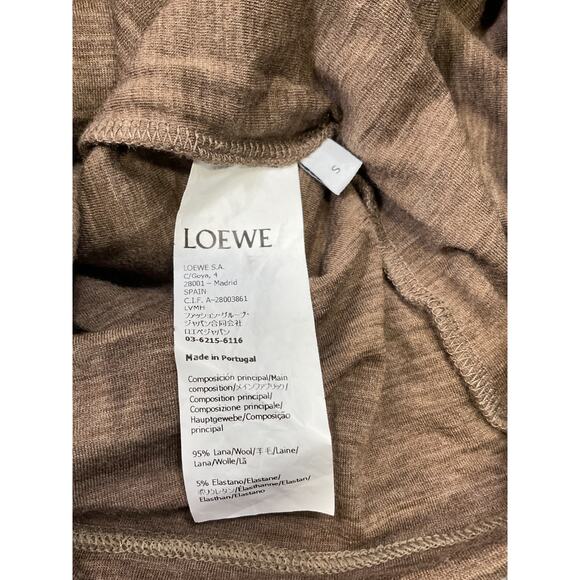 S
LOEWE
LOEWE S.A.
C/Goya, 4
28001 - Madrid
SPAIN
C.I.F. A-28003861
LVMH
ファッション・グループ・
ジャパン合同会社
ロエベジャパン
03-6215-6116
Made in Portugal
Composición principal/Main
composition/メインファブリック/
Composition principal/
Composizione principale/
Hauptgewebe/Composição
principal
95% Lana/Wool/羊毛/Laine/
Lana/Wolle/Lã
5% Elastano/Elastane/
ポリウレタン/Élasthanne/Elastan/
Elasthan/Elastano